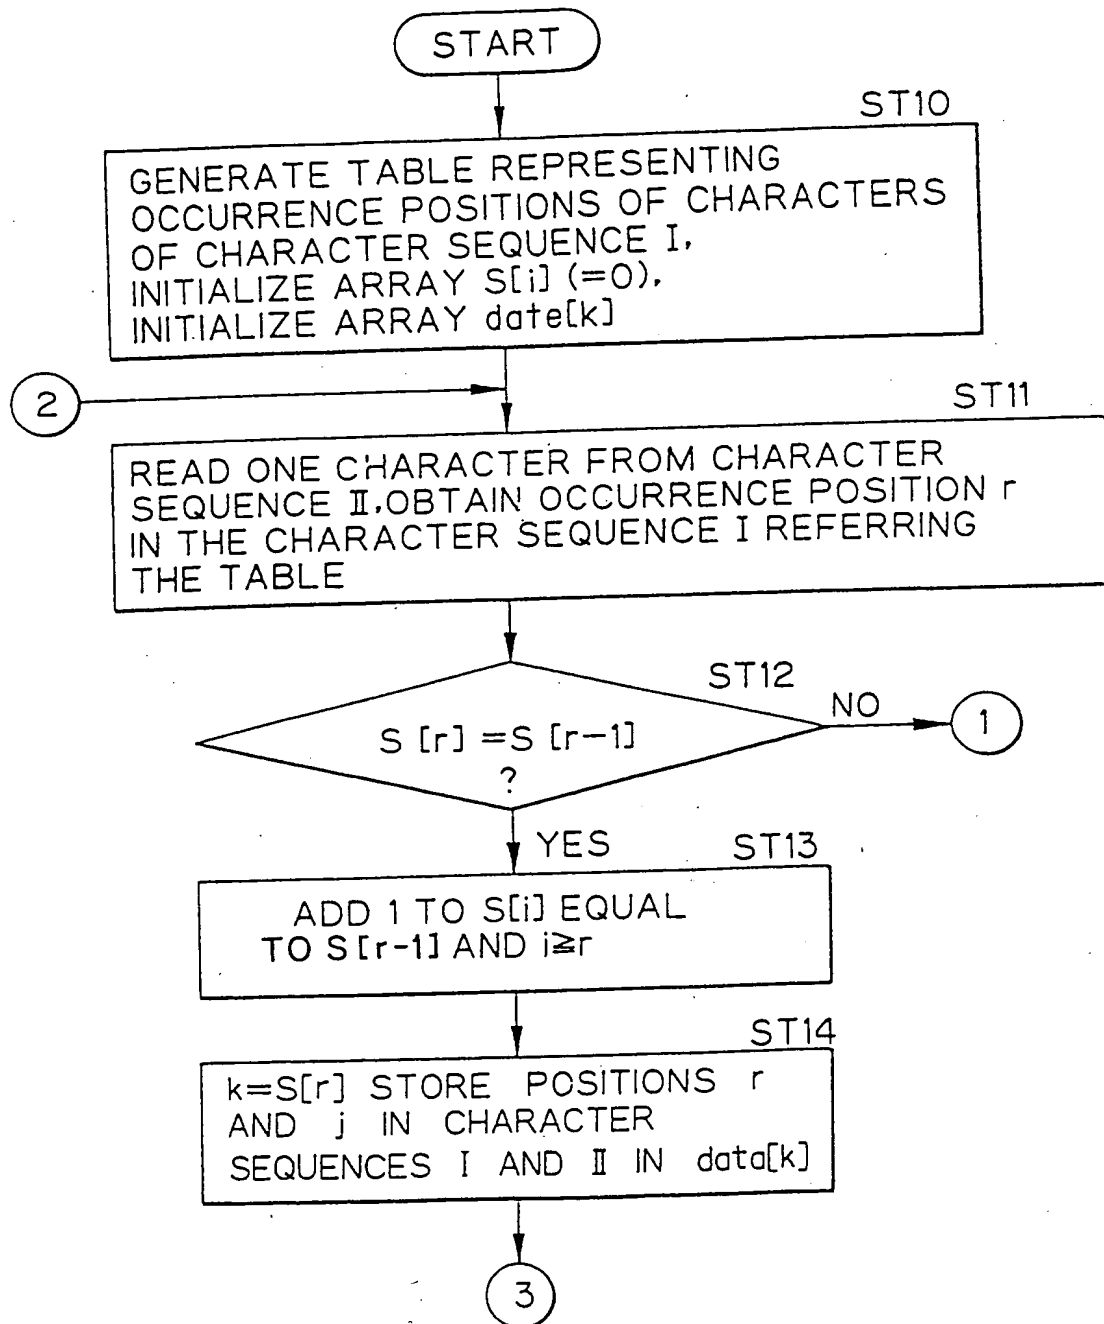 START
ST10
GENERATE TABLE REPRESENTING
OCCURRENCE POSITIONS OF CHARACTERS
OF CHARACTER SEQUENCE I,
INITIALIZE ARRAY S[i] (=0),
INITIALIZE ARRAY date[k]
2
ST11
READ ONE CHARACTER FROM CHARACTER
SEQUENCE II,OBTAIN OCCURRENCE POSITION r
IN THE CHARACTER SEQUENCE I REFERRING
THE TABLE
ST12
NO
1
S [r] =S [r-1]
?
YES
ST13
ADD 1 TO S[i] EQUAL
TO S[r-1] AND i≧r
ST14
k=S[r] STORE POSITIONS r
AND j IN CHARACTER
SEQUENCES I AND II IN data[k]
3